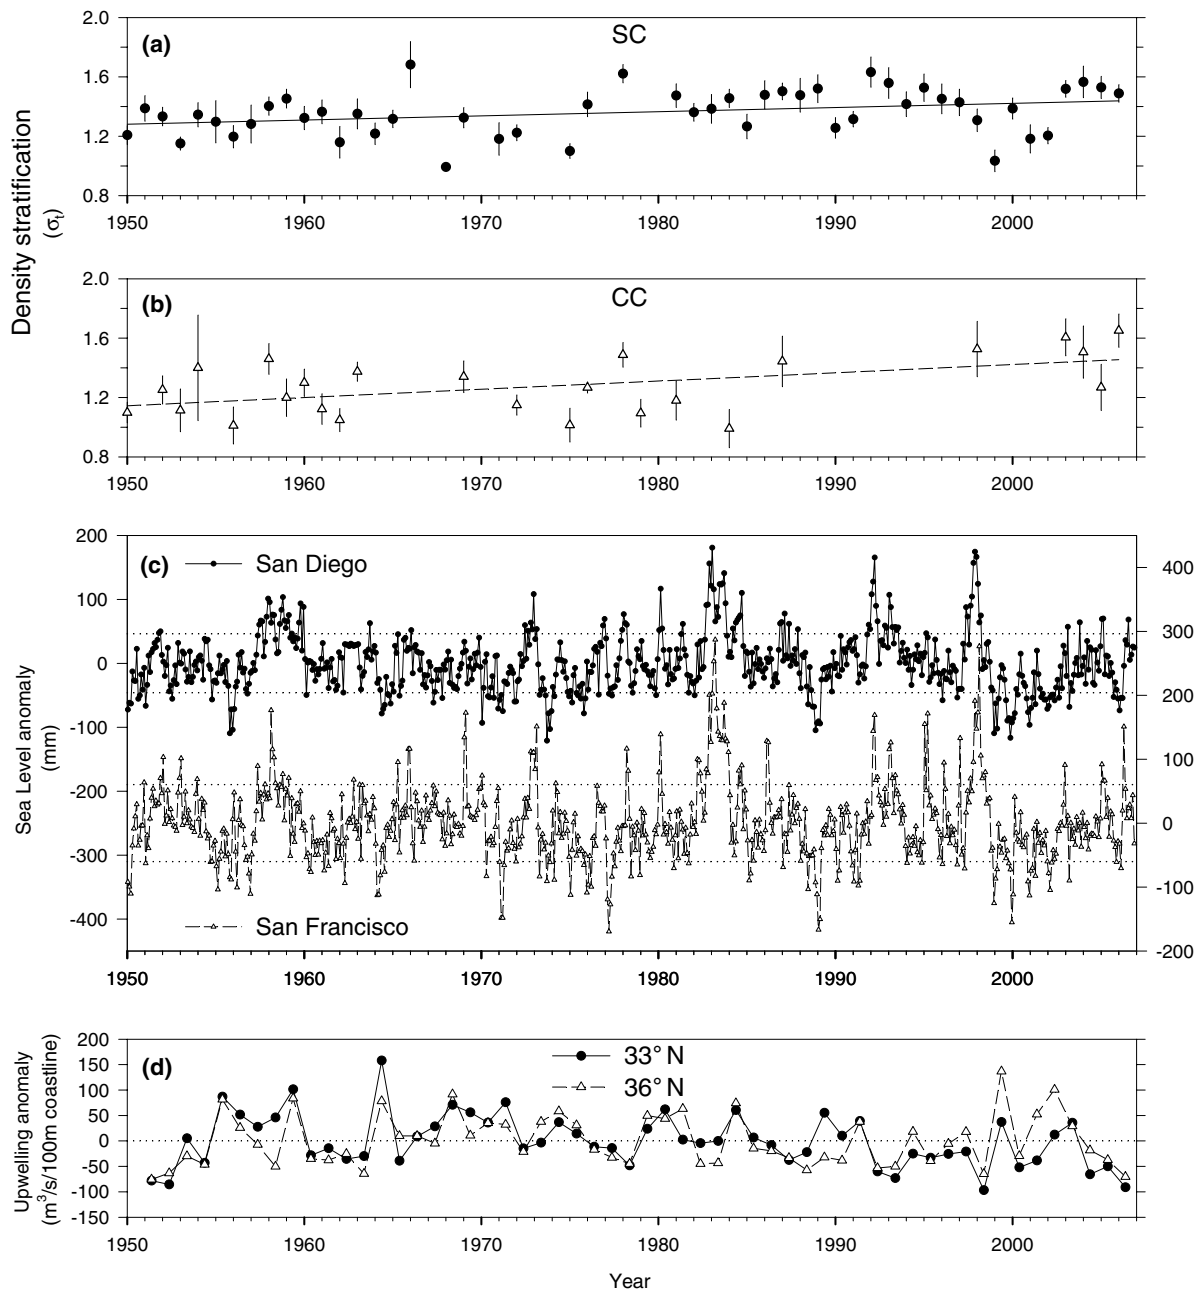 2.0
(a)
SC
1.6
1.2
0.8
1950 1960 1970 1980 1990 2000
Density stratification
(σt)
2.0
(b)
CC
1.6
1.2
0.8
1950 1960 1970 1980 1990 2000
200
(c)
San Diego
400
100
300
0
200
-100
100
-200
0
-300
-100
-400
San Francisco
-200
Sea Level anomaly
(mm)
1950 1960 1970 1980 1990 2000
200
(d)
33° N
150
36° N
100
50
0
-50
-100
-150
Upwelling anomaly
(m³/s/100m coastline)
1950 1960 1970 1980 1990 2000
Year